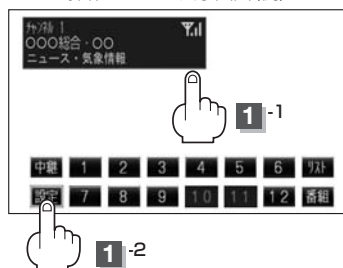 ﾁｬﾝﾈﾙ 1
○○○総合・○○
ニュース・気象情報
1 -1
中継 1 2 3 4 5 6 ﾘｽﾄ
設定 7 8 9 10 11 12 番組
1 -2